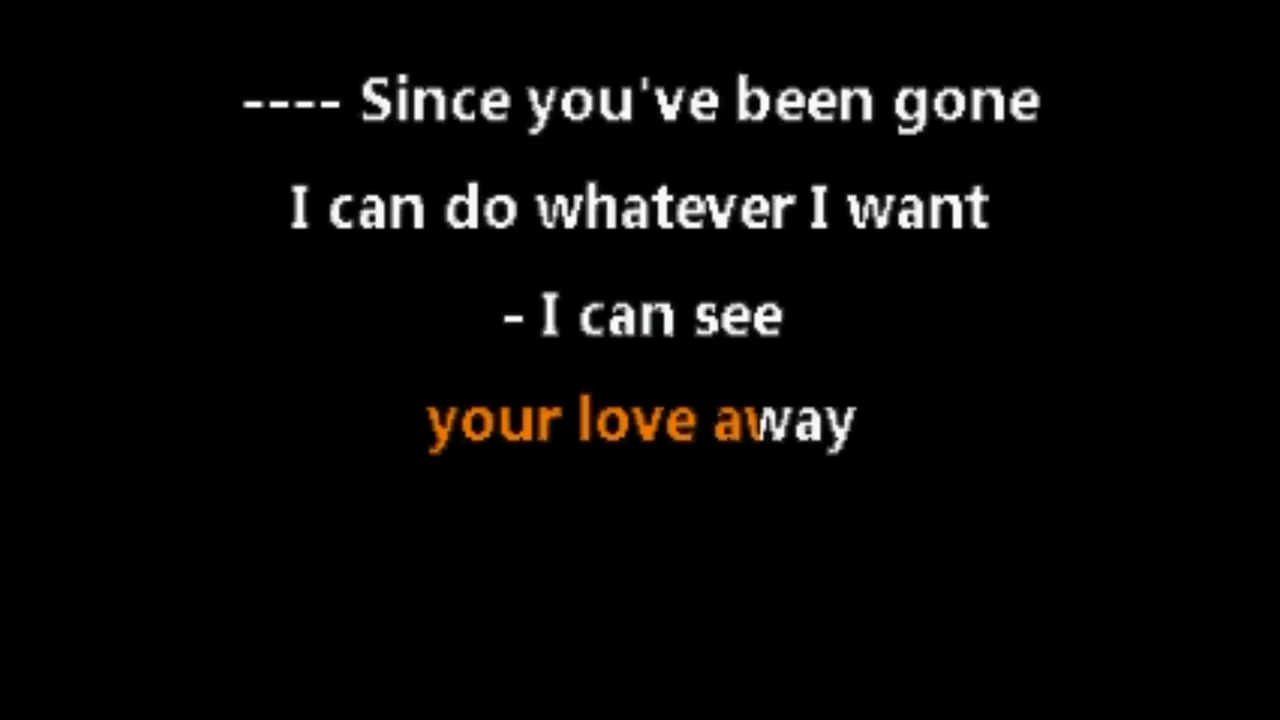 ---- Since you've been gone
I can do whatever I want
- I can see
your love away